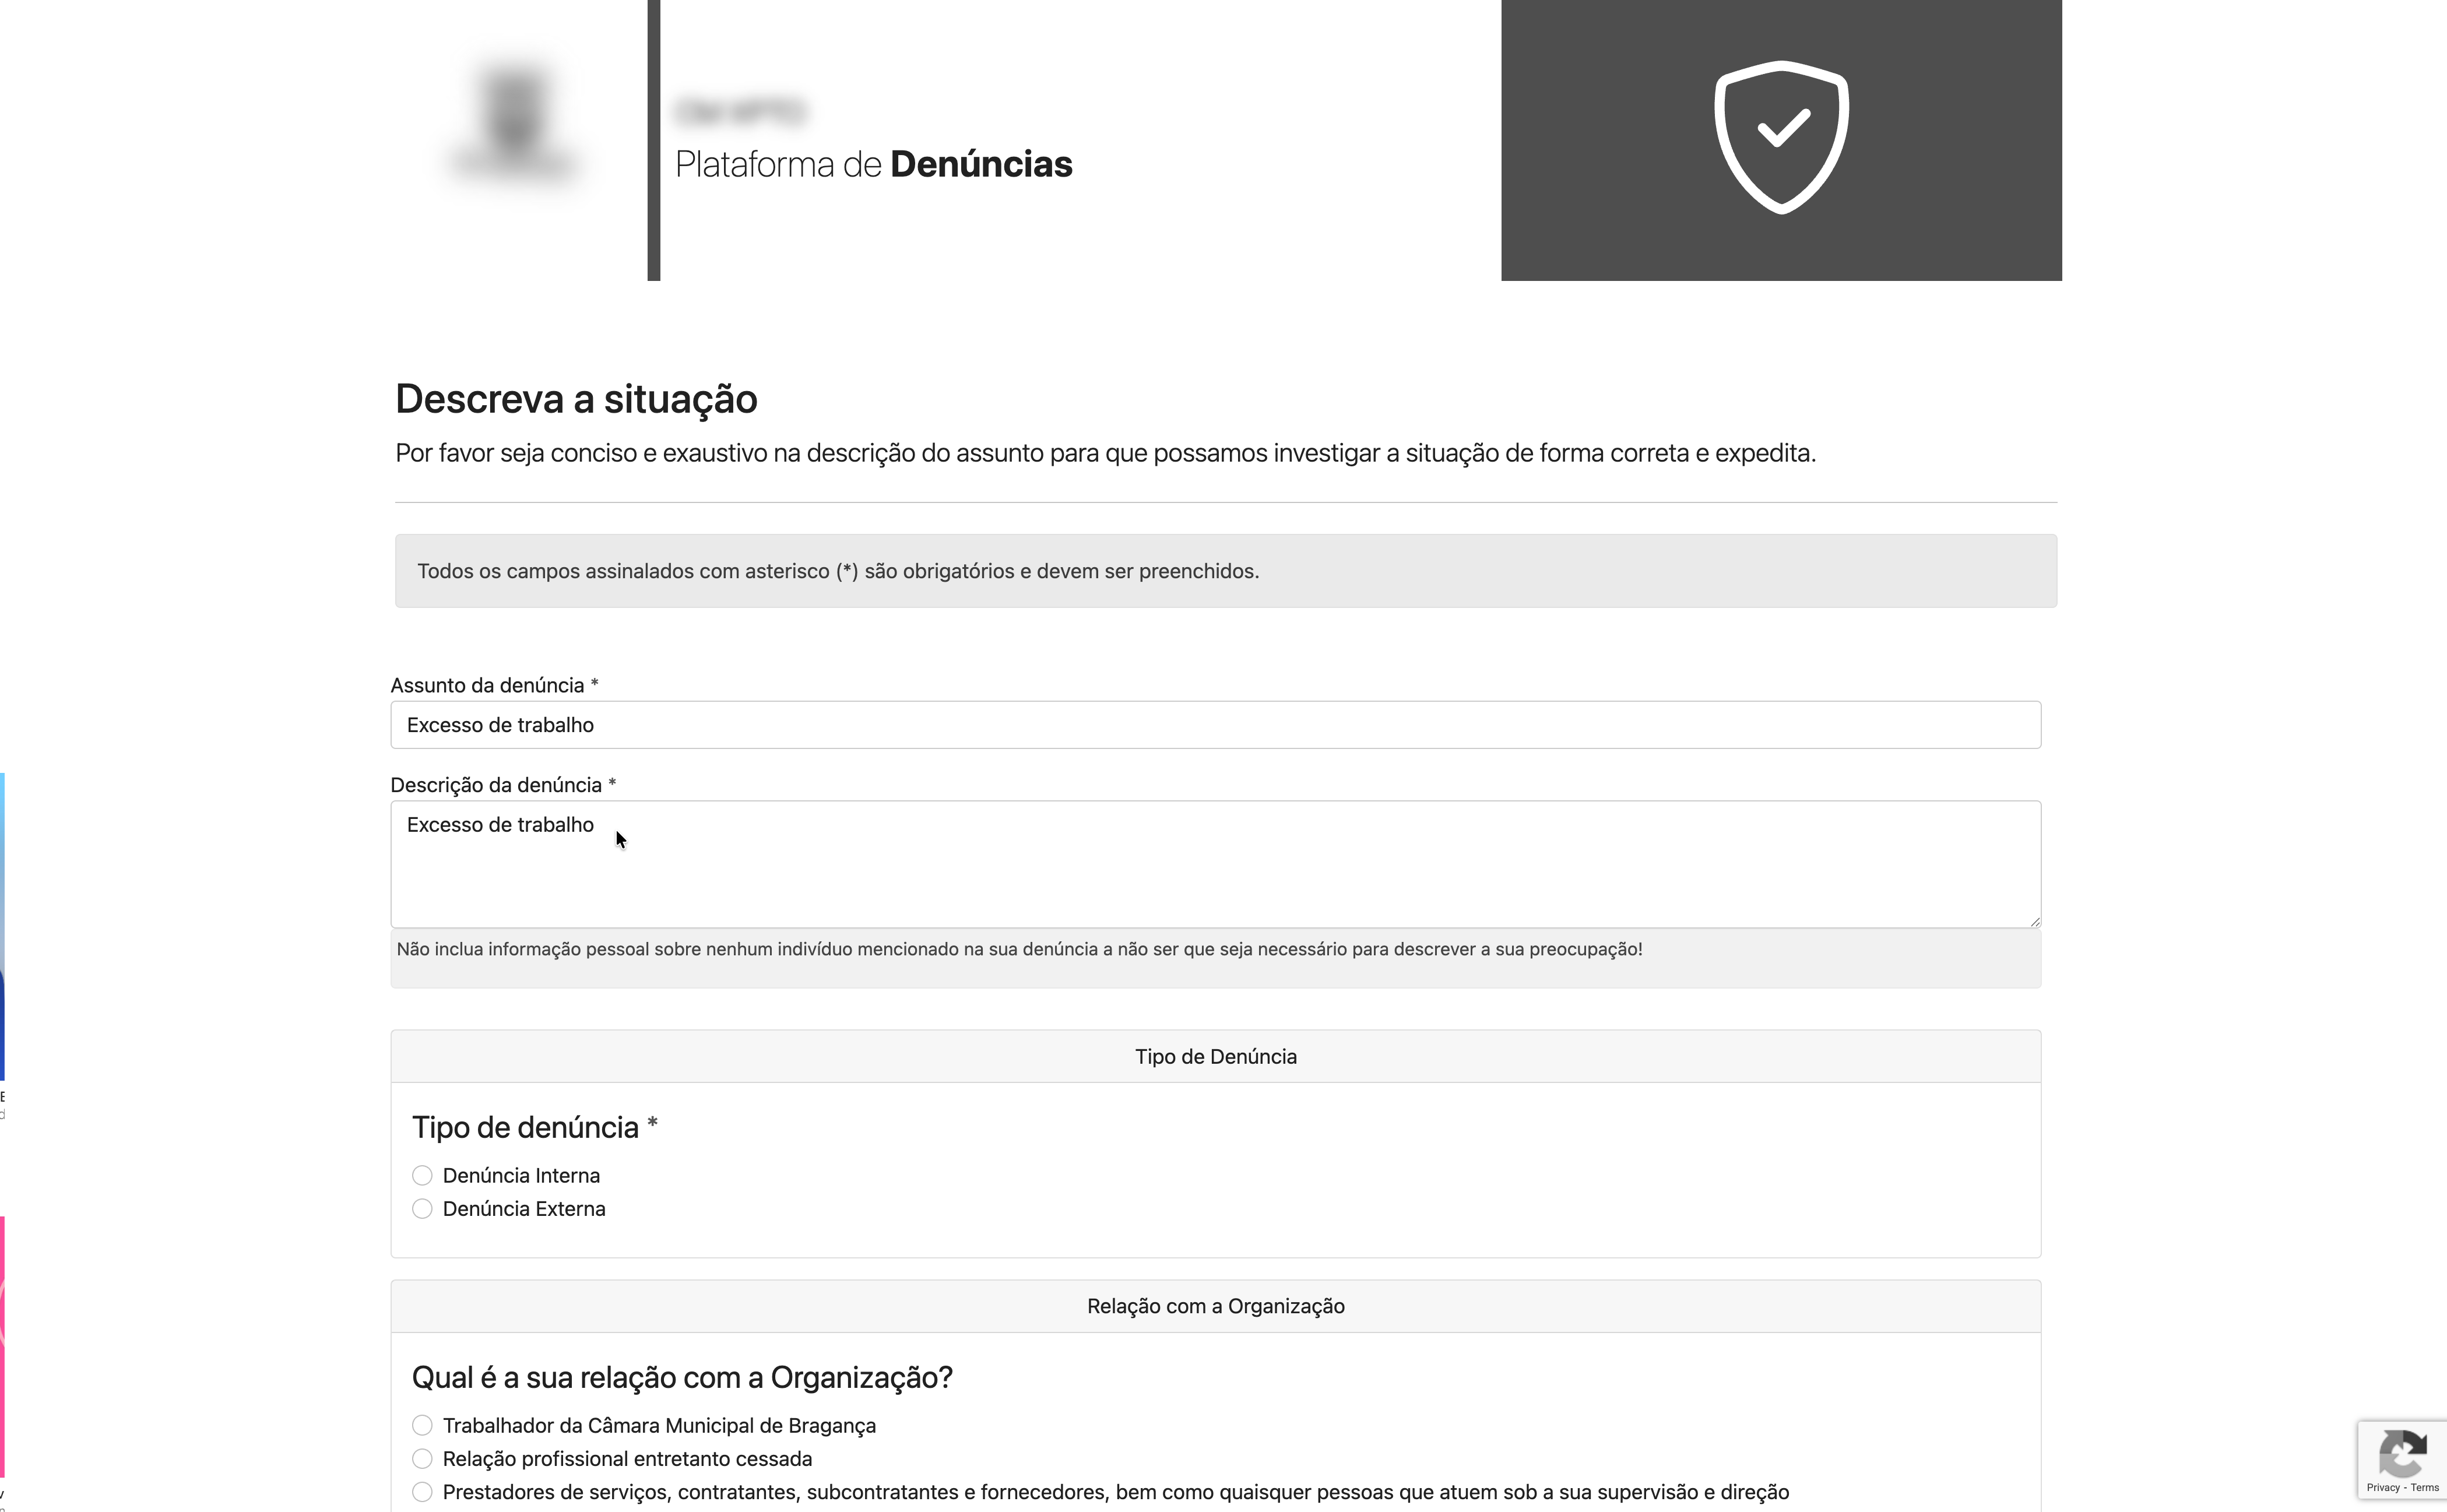 Plataforma de Denúncias
Descreva a situação
Por favor seja conciso e exaustivo na descrição do assunto para que possamos investigar a situação de forma correta e expedita.
Todos os campos assinalados com asterisco (*) são obrigatórios e devem ser preenchidos.
Assunto da denúncia *
Excesso de trabalho
Descrição da denúncia *
Excesso de trabalho
Não inclua informação pessoal sobre nenhum indivíduo mencionado na sua denúncia a não ser que seja necessário para descrever a sua preocupação!
Tipo de Denúncia
Tipo de denúncia *
Denúncia Interna
Denúncia Externa
Relação com a Organização
Qual é a sua relação com a Organização?
Trabalhador da Câmara Municipal de Bragança
Relação profissional entretanto cessada
Prestadores de serviços, contratantes, subcontratantes e fornecedores, bem como quaisquer pessoas que atuem sob a sua supervisão e direção
Privacy - Terms